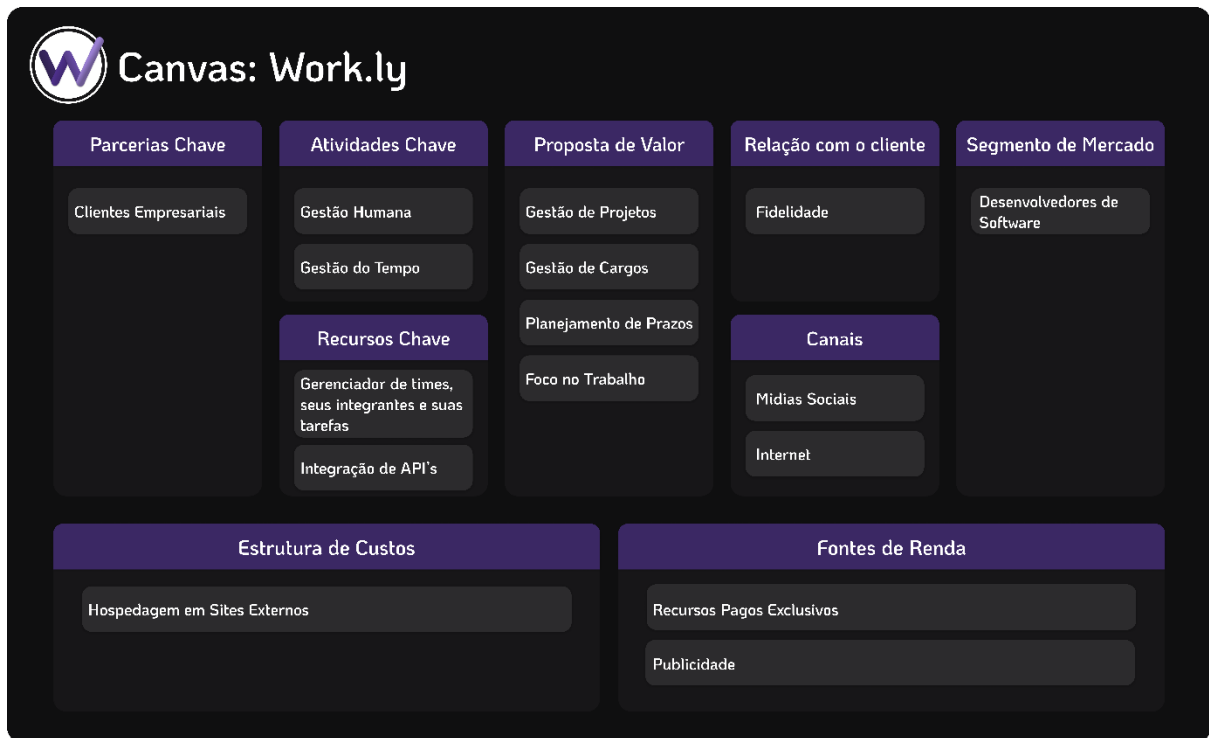 W Canvas: Work.ly
Parcerias Chave
Clientes Empresariais
Atividades Chave
Gestão Humana
Gestão do Tempo
Recursos Chave
Gerenciador de times,
seus integrantes e suas
tarefas
Integração de API's
Proposta de Valor
Gestão de Projetos
Gestão de Cargos
Planejamento de Prazos
Foco no Trabalho
Relação com o cliente
Fidelidade
Canais
Midias Sociais
Internet
Segmento de Mercado
Desenvolvedores de
Software
Estrutura de Custos
Hospedagem em Sites Externos
Fontes de Renda
Recursos Pagos Exclusivos
Publicidade